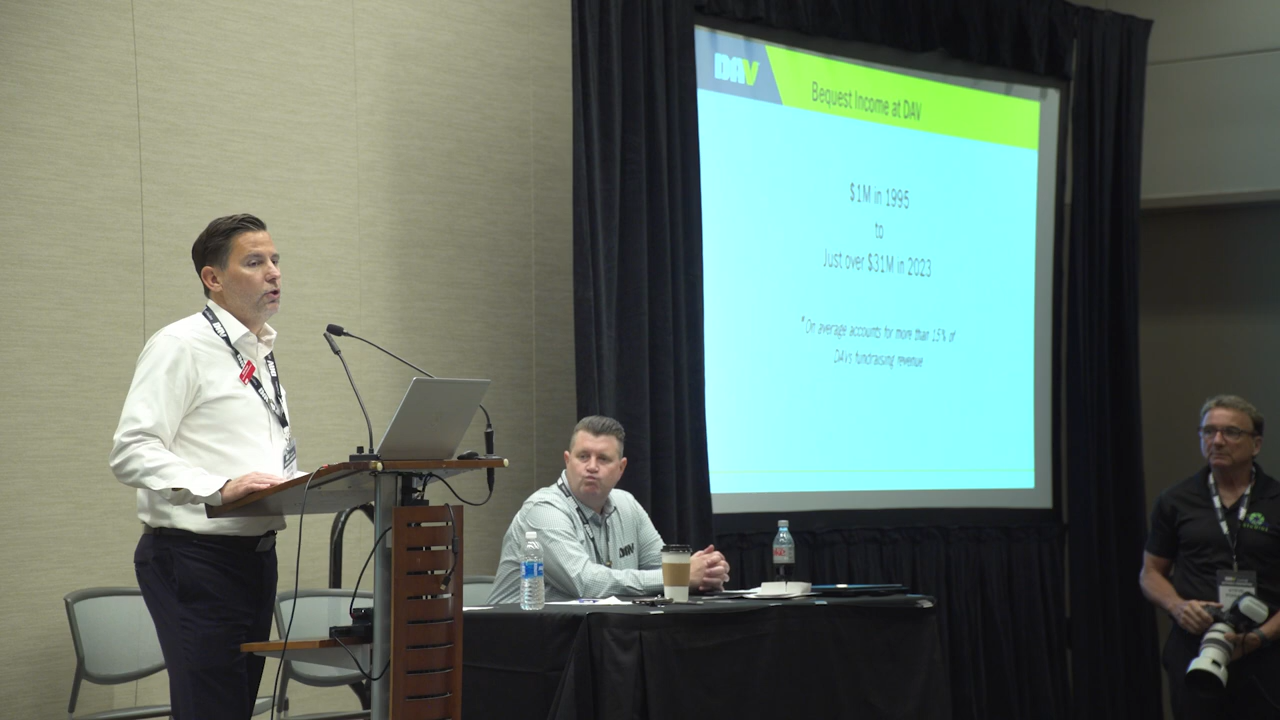 DAV
Bequest Income at DAV
$1M in 1995
to
Just over $31M in 2023
*On average accounts for more than 15% of
DAVs fundraising revenue
DAV
DAV